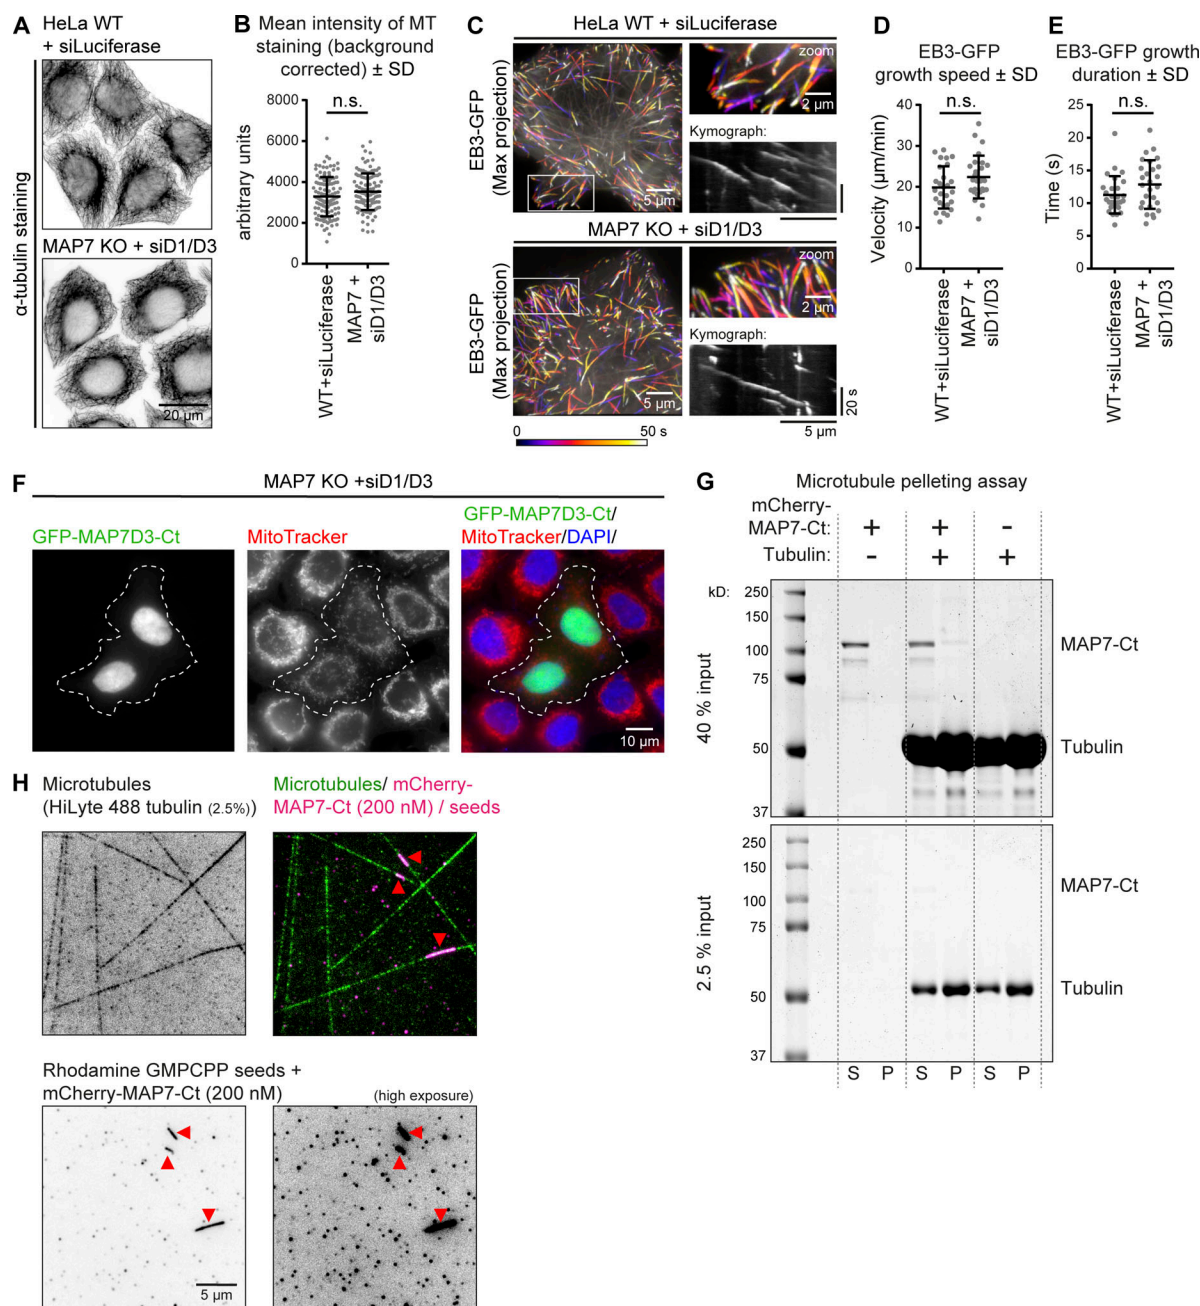 A
HeLa WT
+ siLuciferase
α-tubulin staining
MAP7 KO + siD1/D3
20 µm
B
Mean intensity of MT
staining (background
corrected) ± SD
n.s.
arbitrary units
8000
7000
6000
5000
4000
3000
2000
1000
0
WT+siLuciferase
MAP7 +
siD1/D3
C
HeLa WT + siLuciferase
EB3-GFP
(Max projection)
5 µm
zoom
2 µm
Kymograph:
MAP7 KO + siD1/D3
EB3-GFP
(Max projection)
5 µm
zoom
2 µm
Kymograph:
20 s
5 µm
0
50 s
D
EB3-GFP
growth speed ± SD
n.s.
Velocity (µm/min)
40
30
20
10
0
WT+siLuciferase
MAP7 +
siD1/D3
E
EB3-GFP growth
duration ± SD
n.s.
Time (s)
25
20
15
10
5
0
WT+siLuciferase
MAP7 +
siD1/D3
F
MAP7 KO +siD1/D3
GFP-MAP7D3-Ct
MitoTracker
GFP-MAP7D3-Ct/
MitoTracker/DAPI/
10 µm
G
Microtubule pelleting assay
mCherry-
MAP7-Ct: + + -
Tubulin: - + +
kD:
40 % input
250
150
100
75
50
37
MAP7-Ct
Tubulin
2.5 % input
250
150
100
75
50
37
MAP7-Ct
Tubulin
S P S P S P
H
Microtubules
(HiLyte 488 tubulin (2.5%))
Microtubules/ mCherry-
MAP7-Ct (200 nM) / seeds
Rhodamine GMPCPP seeds +
mCherry-MAP7-Ct (200 nM)
(high exposure)
5 µm